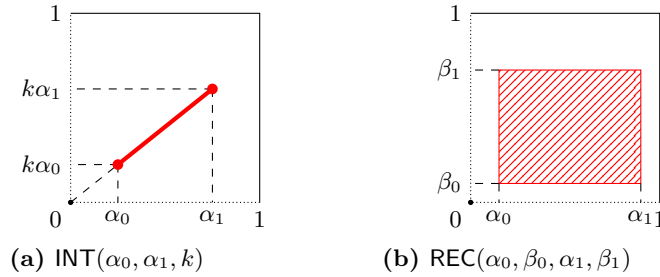 1
1
kα₁
β₁
kα₀
β₀
0
α₀
α₁
1
0
α₀
α₁
1
(a) INT(α₀, α₁, k)
(b) REC(α₀, β₀, α₁, β₁)